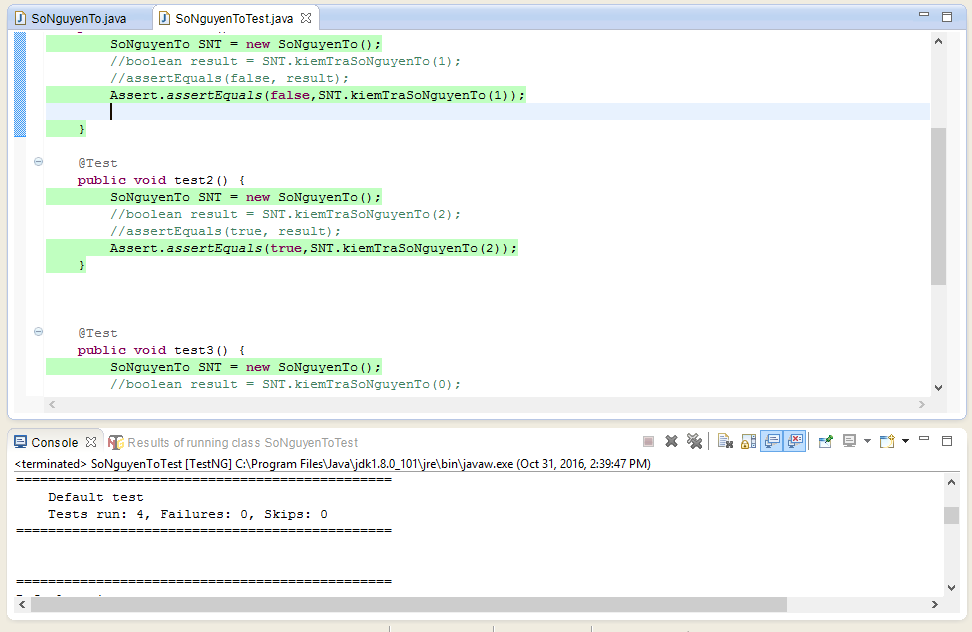 SoNguyenTo.java
SoNguyenToTest.java
SoNguyenTo SNT = new SoNguyenTo();
//boolean result = SNT.kiemTraSoNguyenTo(1);
//assertEquals(false, result);
Assert.assertEquals(false,SNT.kiemTraSoNguyenTo(1));
}
@Test
public void test2() {
SoNguyenTo SNT = new SoNguyenTo();
//boolean result = SNT.kiemTraSoNguyenTo(2);
//assertEquals(true, result);
Assert.assertEquals(true,SNT.kiemTraSoNguyenTo(2));
}
@Test
public void test3() {
SoNguyenTo SNT = new SoNguyenTo();
//boolean result = SNT.kiemTraSoNguyenTo(0);
Console
Results of running class SoNguyenToTest
<terminated> SoNguyenToTest [TestNG] C:\Program Files\Java\jdk1.8.0_101\jre\bin\javaw.exe (Oct 31, 2016, 2:39:47 PM)
===============================================
Default test
Tests run: 4, Failures: 0, Skips: 0
===============================================
===============================================